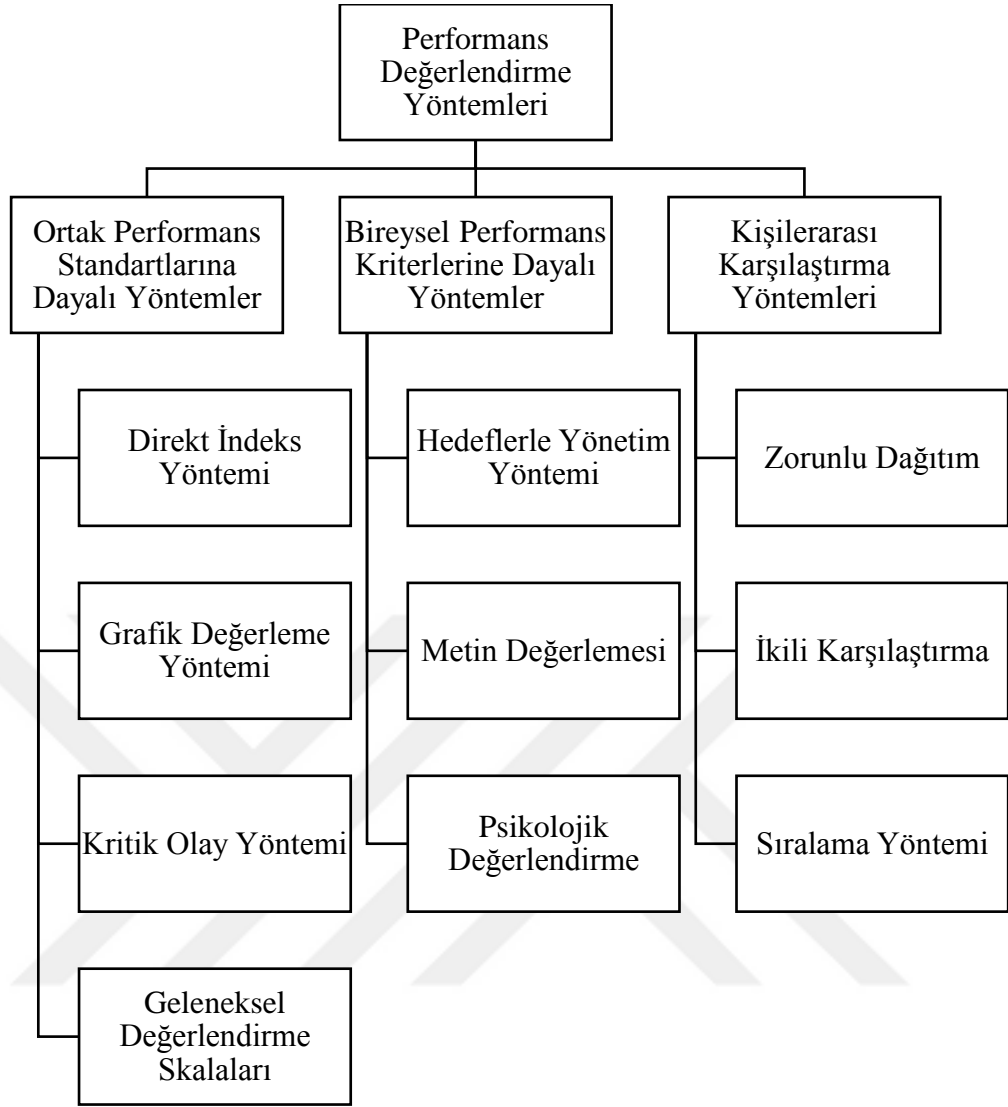 Performans
Değerlendirme
Yöntemleri
Ortak Performans
Standartlarına
Dayalı Yöntemler
Bireysel Performans
Kriterlerine Dayalı
Yöntemler
Kişilerarası
Karşılaştırma
Yöntemleri
Direkt İndeks
Yöntemi
Hedeflerle Yönetim
Yöntemi
Zorunlu Dağıtım
Grafik Değerleme
Yöntemi
Metin Değerlemesi
İkili Karşılaştırma
Kritik Olay Yöntemi
Psikolojik
Değerlendirme
Sıralama Yöntemi
Geleneksel
Değerlendirme
Skalaları